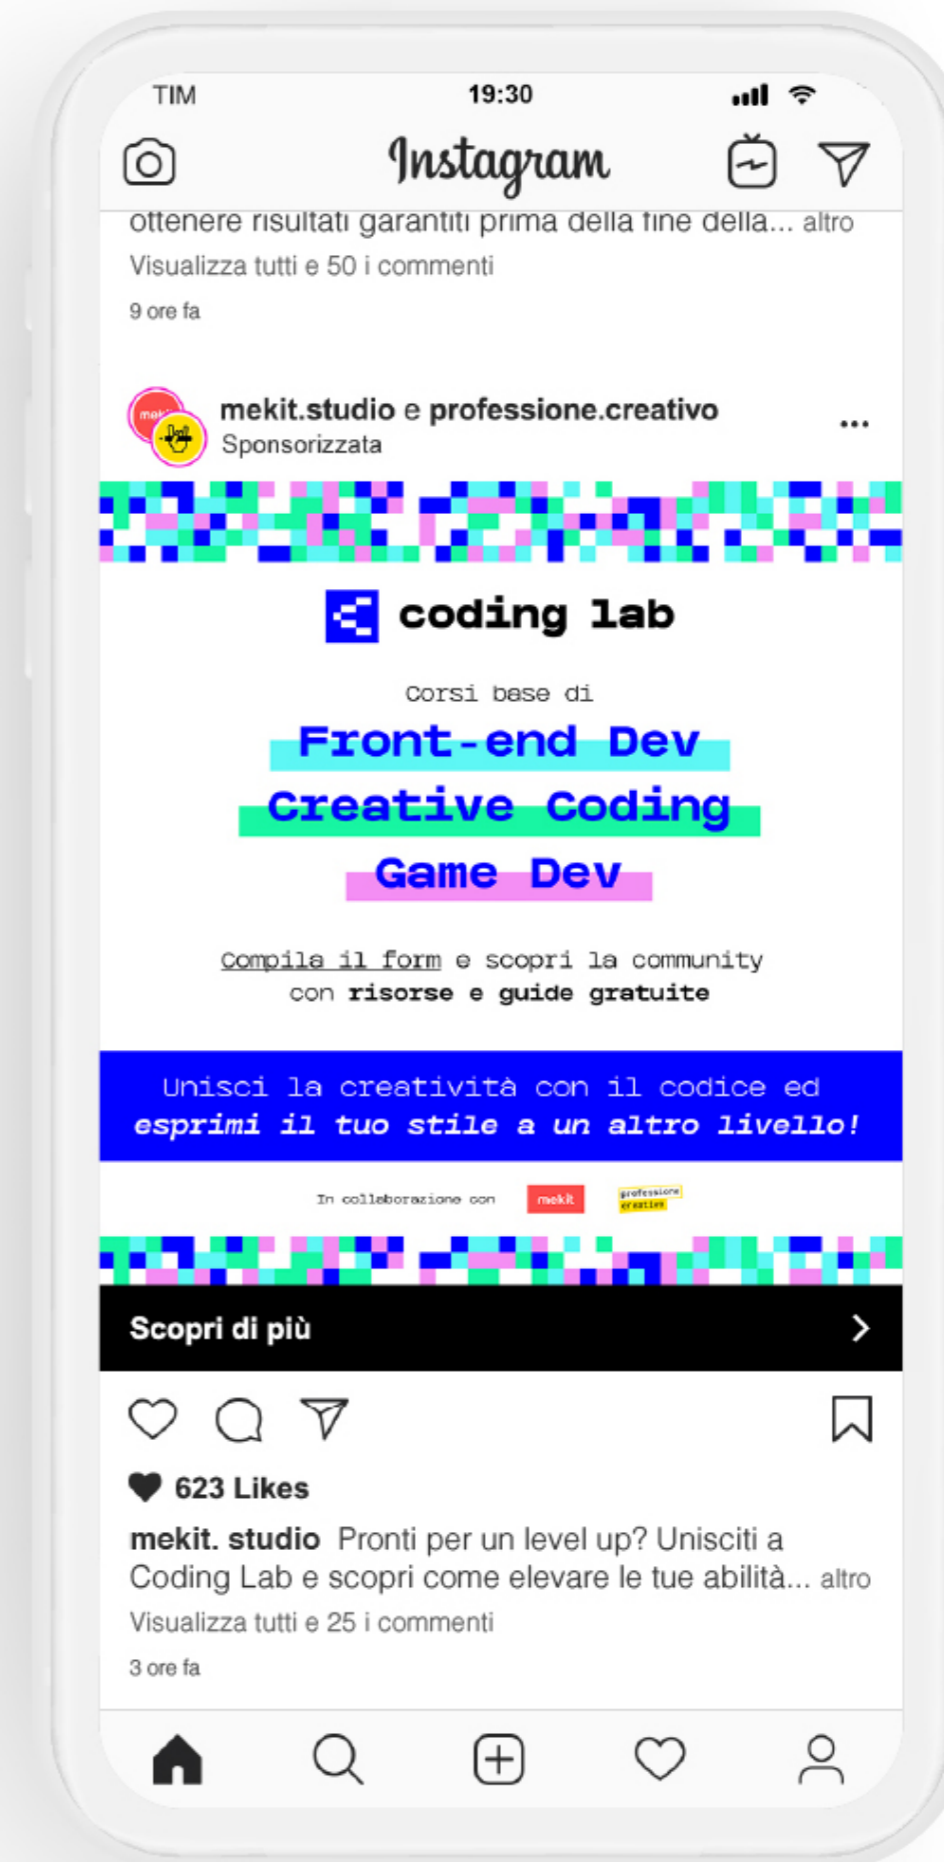 TIM 19:30
Instagram
ottenere risultati garantiti prima della fine della... altro
Visualizza tutti e 50 i commenti
9 ore fa
mekit.studio e professione.creativo
Sponsorizzata
coding lab
Corsi base di
Front-end Dev
Creative Coding
Game Dev
Compila il form e scopri la community
con risorse e guide gratuite
Unisci la creatività con il codice ed
esprimi il tuo stile a un altro livello!
In collaborazione con mekit professione
creativo
Scopri di più
623 Likes
mekit. studio Pronti per un level up? Unisciti a
Coding Lab e scopri come elevare le tue abilità... altro
Visualizza tutti e 25 i commenti
3 ore fa